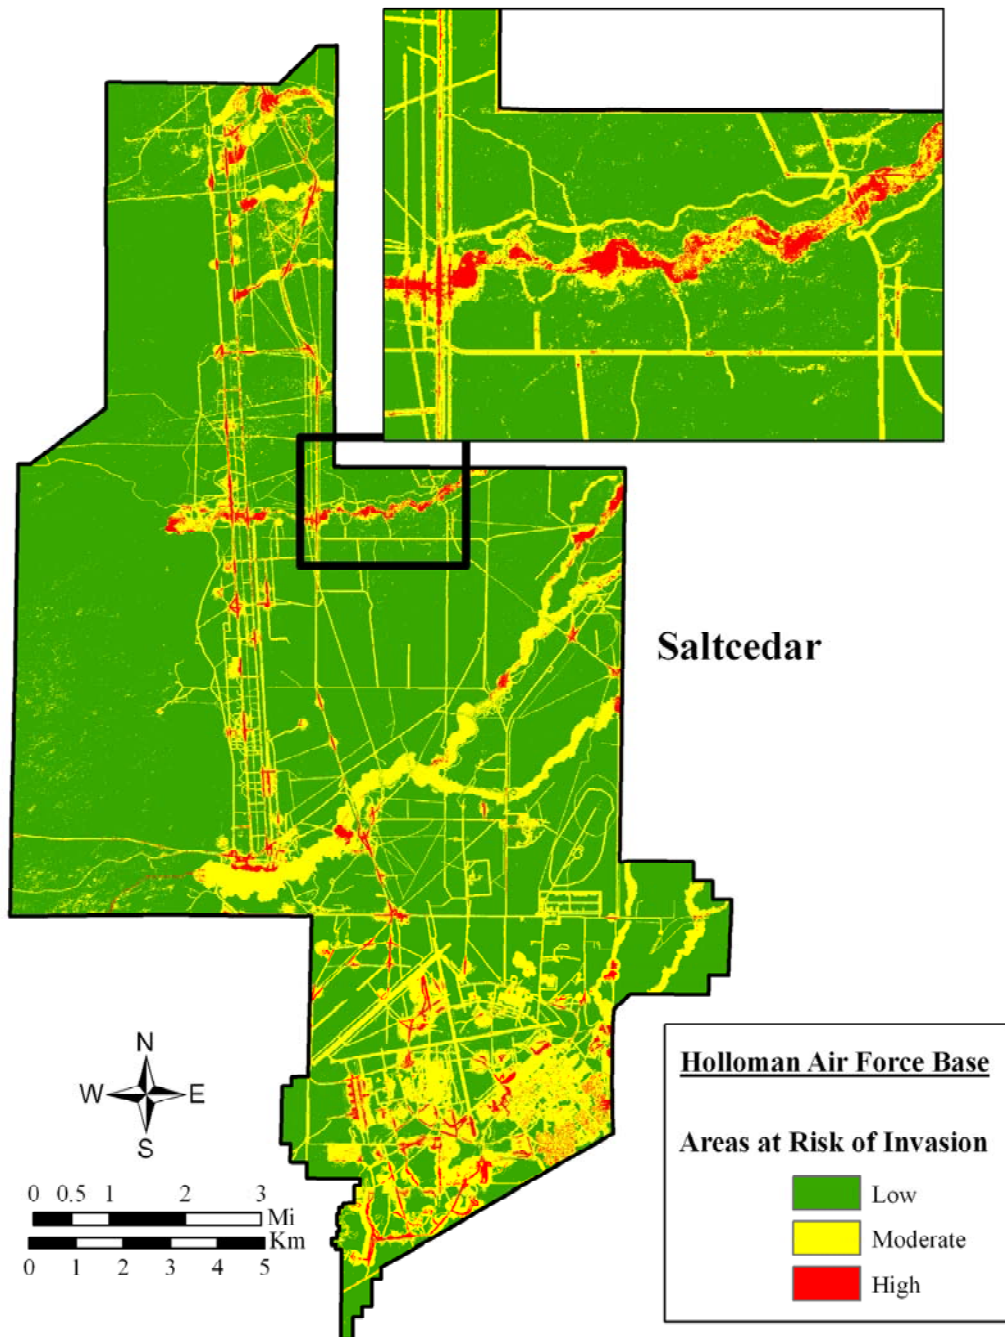 Saltcedar
N
W E
S
0 0.5 1 2 3
Mi
Km
0 1 2 3 4 5
Holloman Air Force Base
Areas at Risk of Invasion
Low
Moderate
High